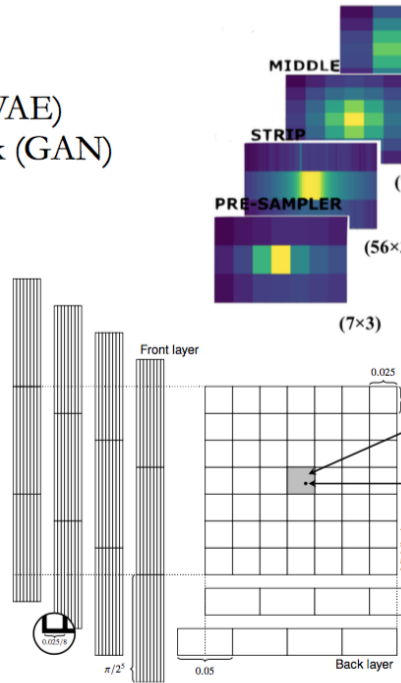 VAE)
(GAN)
MIDDLE
STRIP
(
PRE-SAMPLER
(56×
(7×3)
Front layer
0.025
0.025/8
π/2⁵
0.05
Back layer